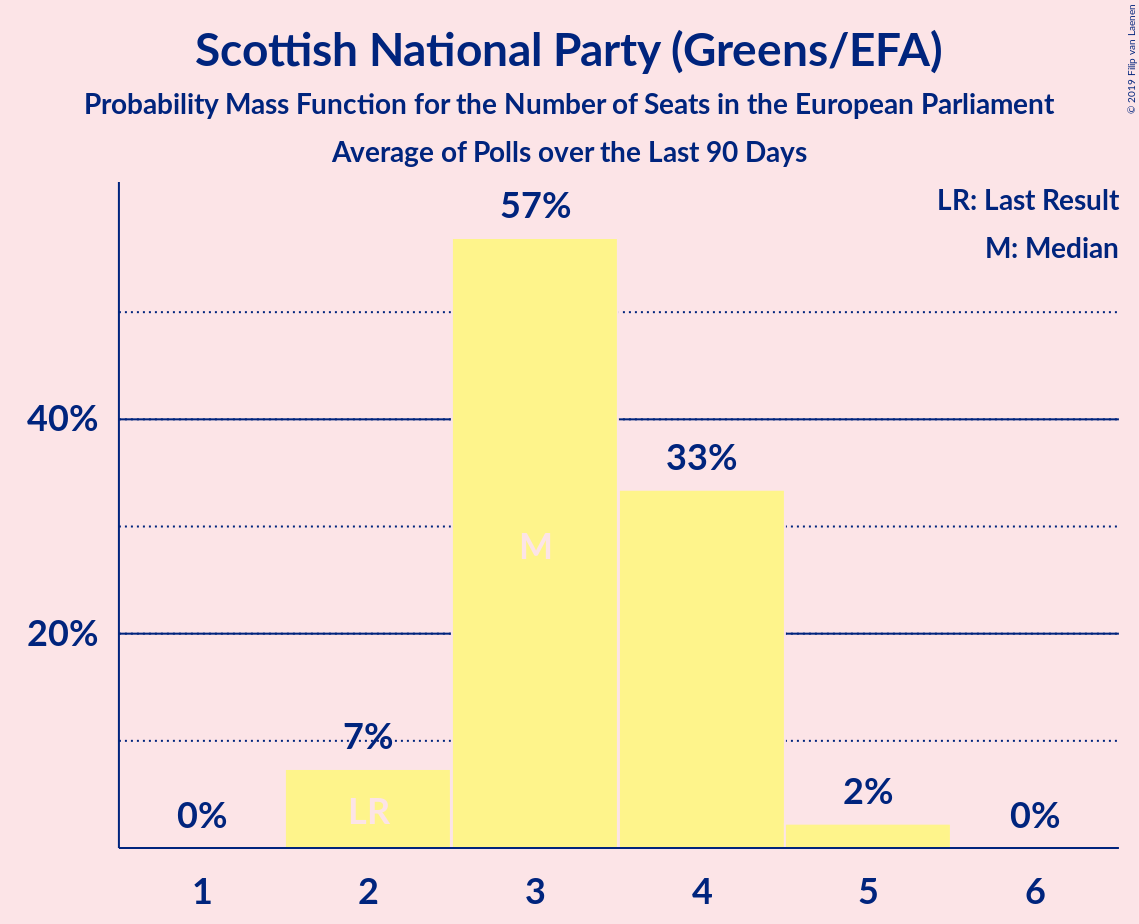 Scottish National Party (Greens/EFA)
Probability Mass Function for the Number of Seats in the European Parliament
Average of Polls over the Last 90 Days
© 2019 Filip van Laenen
LR: Last Result
M: Median
57%
40%
33%
M
20%
7%
2%
0%
LR
0%
1 2 3 4 5 6